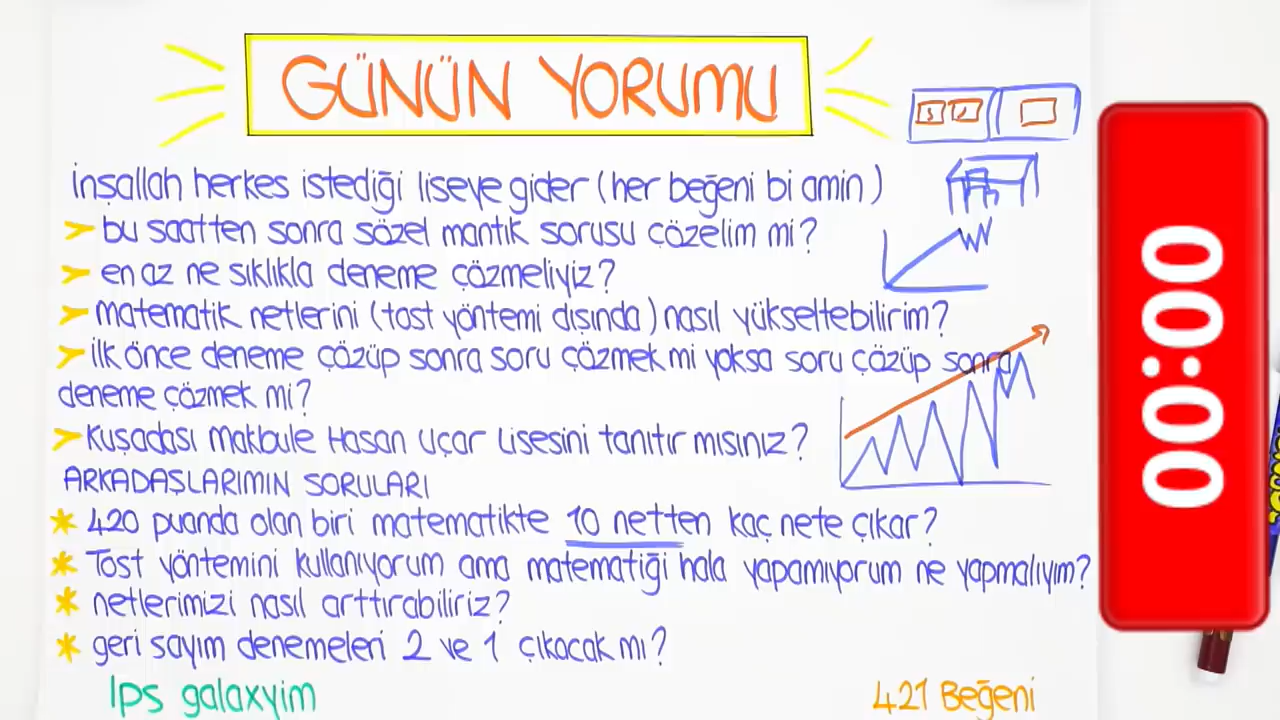 GÜNÜN YORUMU
inşallah herkes istediği liseye gider (her beğeni bi amin)
➤ bu saatten sonra sözel mantık sorusu çözelim mi?
➤ en az ne sıklıkla deneme çözmeliyiz?
➤ matematik netlerini (tost yöntemi dışında) nasıl yükseltebilirim?
➤ ilk önce deneme çözüp sonra soru çözmek mi yoksa soru çözüp sonra
deneme çözmek mi?
➤ Kuşadası Makbule Hasan Uçar Lisesini tanıtır mısınız?
ARKADAŞLARIMIN SORULARI
* 420 puanda olan biri matematikte 10 netten kaç nete çıkar?
* Tost yöntemini kullanıyorum ama matematiği hala yapamıyorum ne yapmalıyım?
* netlerimizi nasıl arttırabiliriz?
* geri sayım denemeleri 2 ve 1 çıkacak mı?
lps galaxyim
421 Beğeni
00:00